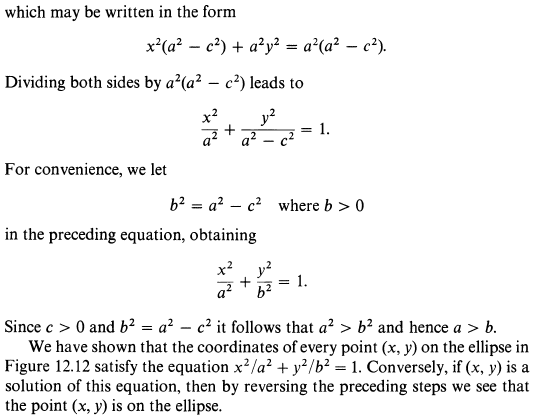 which may be written in the form
x²(a² − c²) + a²y² = a²(a² − c²).
Dividing both sides by a²(a² − c²) leads to
x²/a² + y²/(a² − c²) = 1.
For convenience, we let
b² = a² − c² where b > 0
in the preceding equation, obtaining
x²/a² + y²/b² = 1.
Since c > 0 and b² = a² − c² it follows that a² > b² and hence a > b.
We have shown that the coordinates of every point (x, y) on the ellipse in
Figure 12.12 satisfy the equation x²/a² + y²/b² = 1. Conversely, if (x, y) is a
solution of this equation, then by reversing the preceding steps we see that
the point (x, y) is on the ellipse.